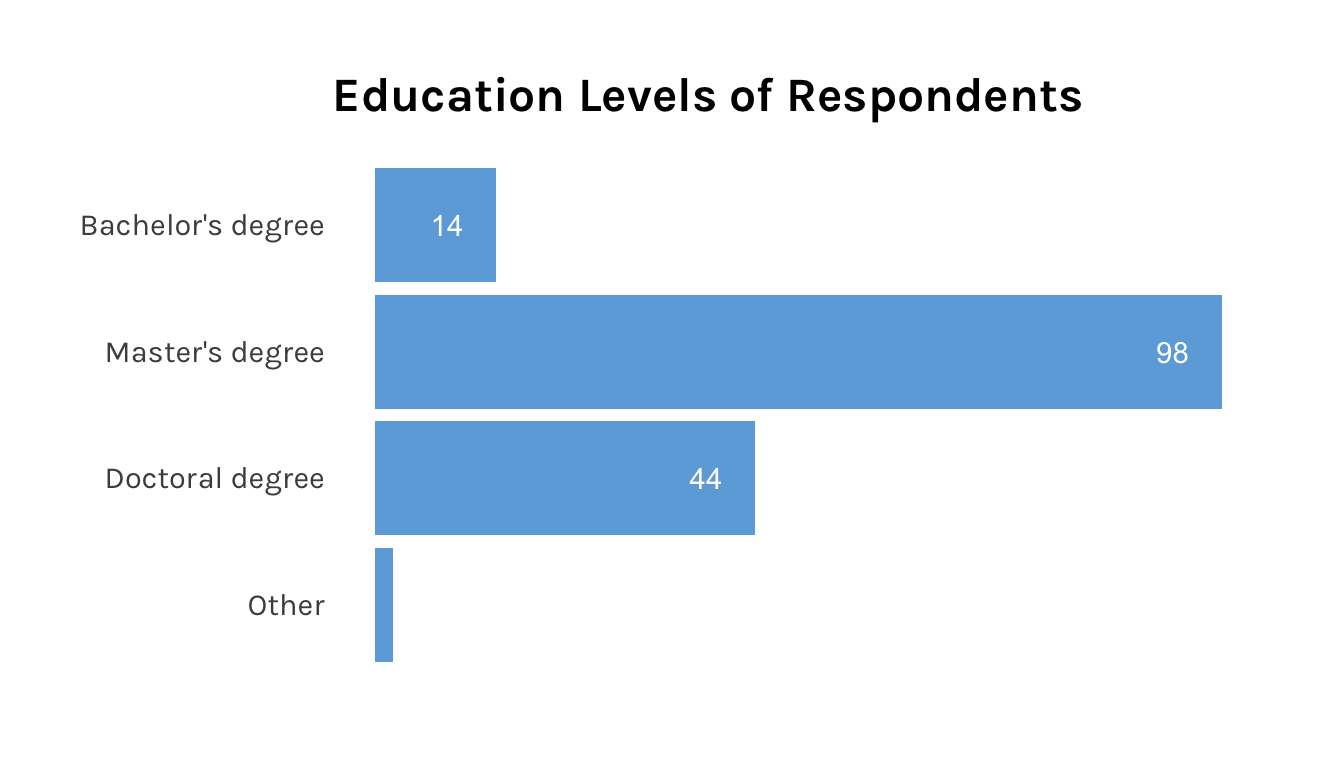 Education Levels of Respondents
Bachelor's degree 14
Master's degree 98
Doctoral degree 44
Other